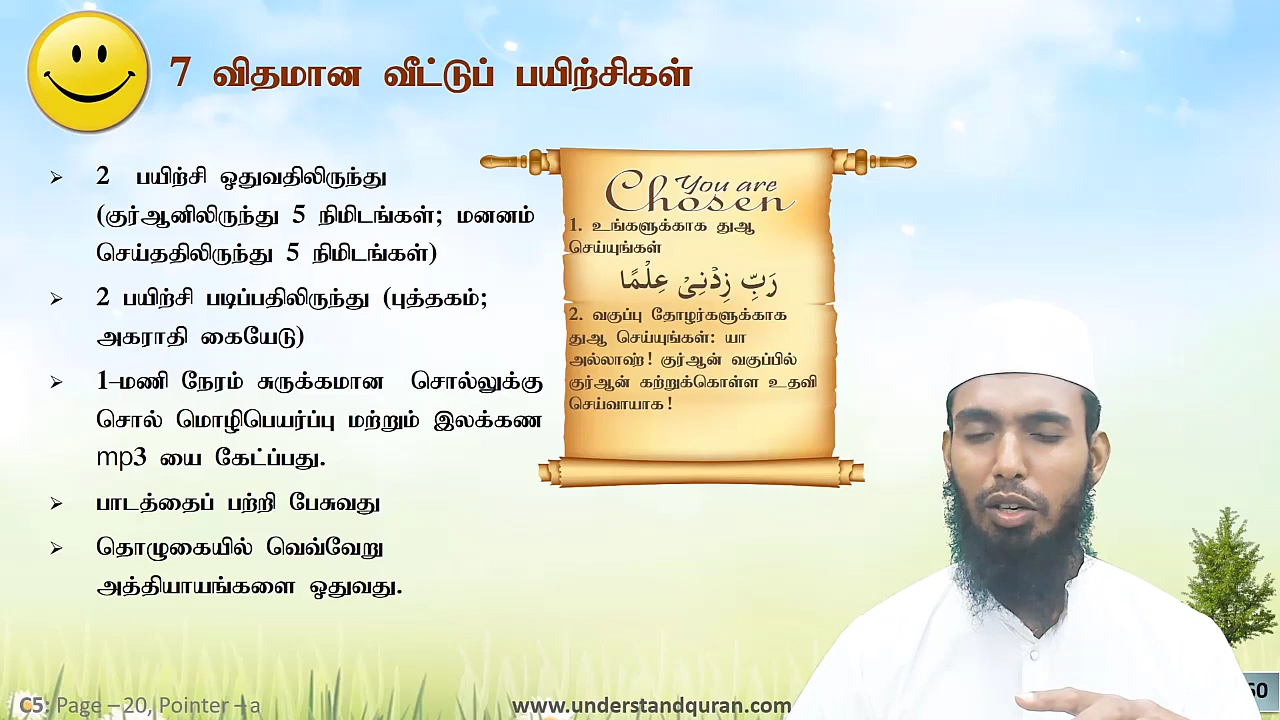 7 விதமான வீட்டுப் பயிற்சிகள்
➢ 2 பயிற்சி ஓதுவதிலிருந்து
(குர்ஆனிலிருந்து 5 நிமிடங்கள்; மனனம்
செய்ததிலிருந்து 5 நிமிடங்கள்)
➢ 2 பயிற்சி படிப்பதிலிருந்து (புத்தகம்;
அகராதி கையேடு)
➢ 1-மணி நேரம் சுருக்கமான சொல்லுக்கு
சொல் மொழிபெயர்ப்பு மற்றும் இலக்கண
mp3 யை கேட்ப்பது.
➢ பாடத்தைப் பற்றி பேசுவது
➢ தொழுகையில் வெவ்வேறு
அத்தியாயங்களை ஓதுவது.
You are
Chosen
1. உங்களுக்காக துஆ
செய்யுங்கள்
رَبِّ زِدْنِيْ عِلْمًا
2. வகுப்பு தோழர்களுக்காக
துஆ செய்யுங்கள்: யா
அல்லாஹ்! குர்ஆன் வகுப்பில்
குர்ஆன் கற்றுக்கொள்ள உதவி
செய்வாயாக!
C5: Page – 20, Pointer – a
www.understandquran.com